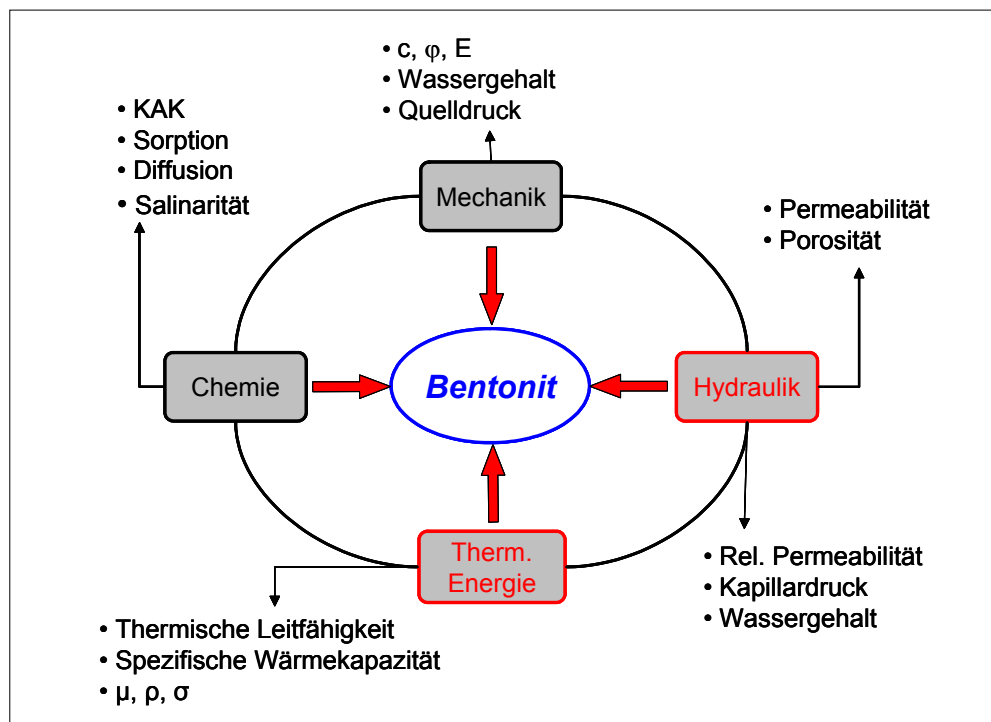 • c, φ, E
• Wassergehalt
• Quelldruck
• KAK
• Sorption
• Diffusion
• Salinarität
Mechanik
• Permeabilität
• Porosität
Chemie
Bentonit
Hydraulik
Therm.
Energie
• Rel. Permeabilität
• Kapillardruck
• Wassergehalt
• Thermische Leitfähigkeit
• Spezifische Wärmekapazität
• μ, ρ, σ